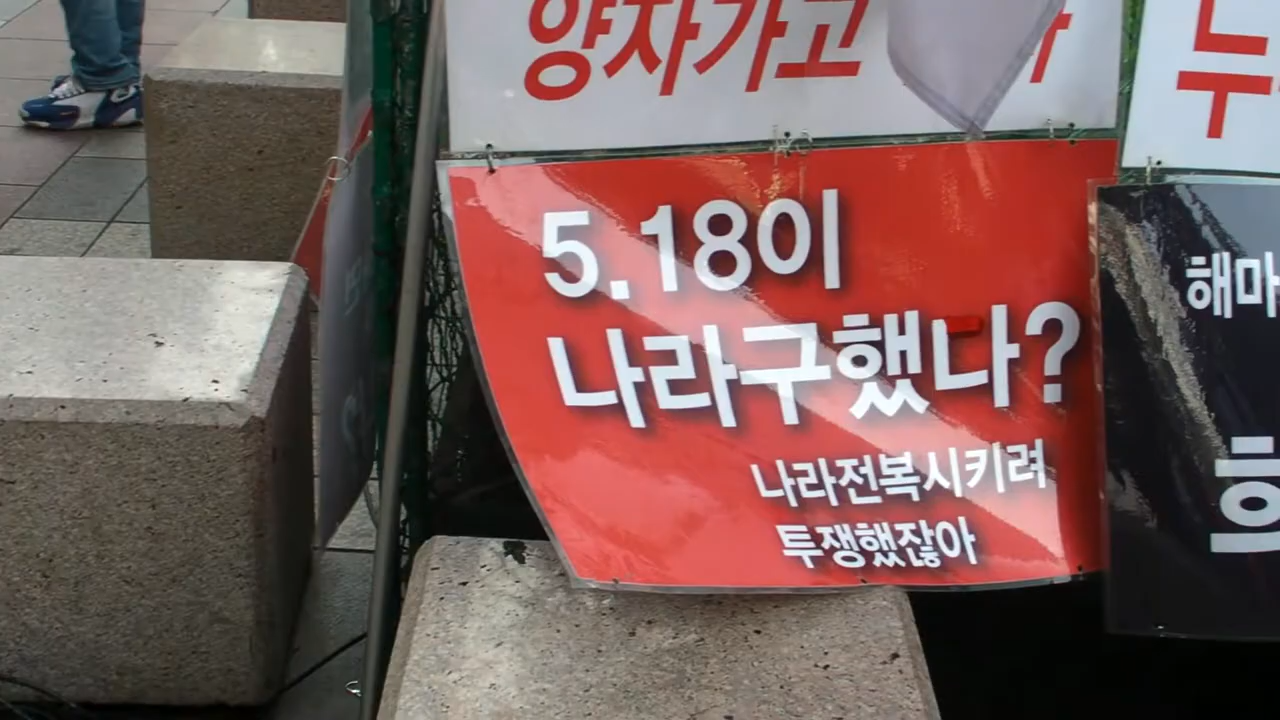 양자가고
5.18이
나라구했나?
나라전복시키려
투쟁했잖아
해마